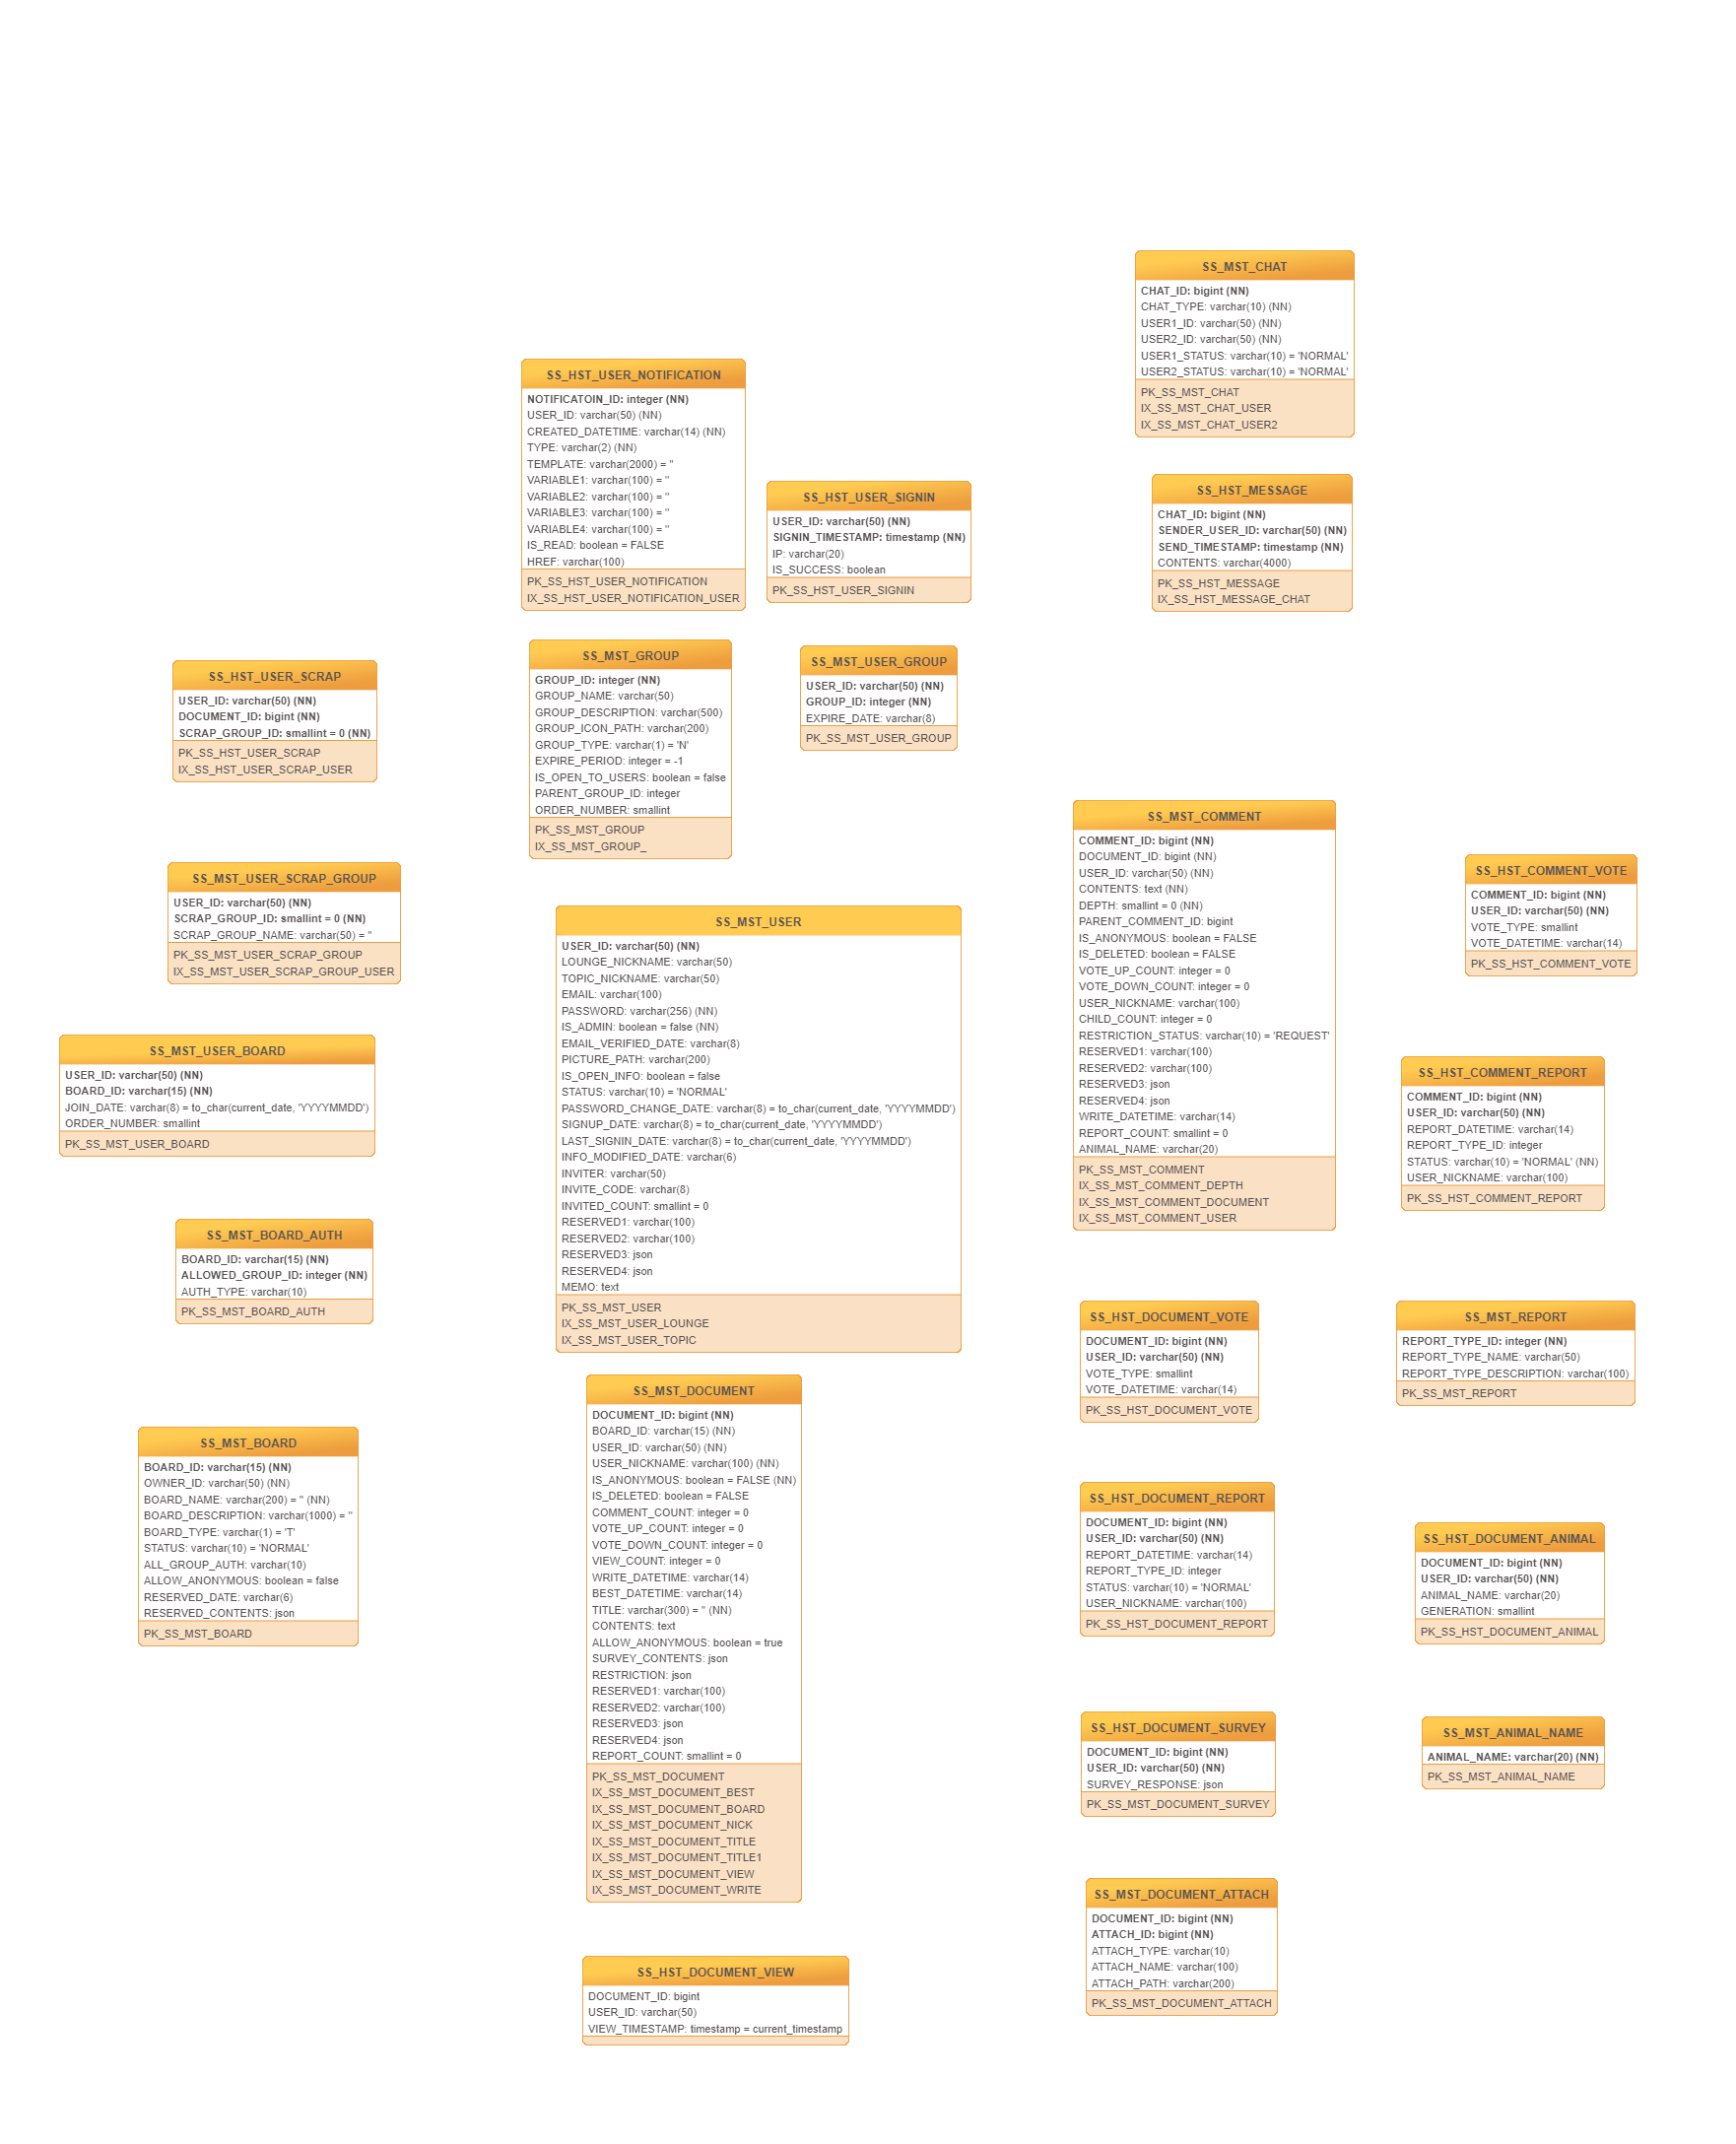 SS_MST_CHAT
CHAT_ID: bigint (NN)
CHAT_TYPE: varchar(10) (NN)
USER1_ID: varchar(50) (NN)
USER2_ID: varchar(50) (NN)
USER1_STATUS: varchar(10) = 'NORMAL'
USER2_STATUS: varchar(10) = 'NORMAL'
PK_SS_MST_CHAT
IX_SS_MST_CHAT_USER
IX_SS_MST_CHAT_USER2
SS_HST_USER_NOTIFICATION
NOTIFICATOIN_ID: integer (NN)
USER_ID: varchar(50) (NN)
CREATED_DATETIME: varchar(14) (NN)
TYPE: varchar(2) (NN)
TEMPLATE: varchar(2000) = ''
VARIABLE1: varchar(100) = ''
VARIABLE2: varchar(100) = ''
VARIABLE3: varchar(100) = ''
VARIABLE4: varchar(100) = ''
IS_READ: boolean = FALSE
HREF: varchar(100)
PK_SS_HST_USER_NOTIFICATION
IX_SS_HST_USER_NOTIFICATION_USER
SS_HST_USER_SIGNIN
USER_ID: varchar(50) (NN)
SIGNIN_TIMESTAMP: timestamp (NN)
IP: varchar(20)
IS_SUCCESS: boolean
PK_SS_HST_USER_SIGNIN
SS_HST_MESSAGE
CHAT_ID: bigint (NN)
SENDER_USER_ID: varchar(50) (NN)
SEND_TIMESTAMP: timestamp (NN)
CONTENTS: varchar(4000)
PK_SS_HST_MESSAGE
IX_SS_HST_MESSAGE_CHAT
SS_HST_USER_SCRAP
USER_ID: varchar(50) (NN)
DOCUMENT_ID: bigint (NN)
SCRAP_GROUP_ID: smallint = 0 (NN)
PK_SS_HST_USER_SCRAP
IX_SS_HST_USER_SCRAP_USER
SS_MST_GROUP
GROUP_ID: integer (NN)
GROUP_NAME: varchar(50)
GROUP_DESCRIPTION: varchar(500)
GROUP_ICON_PATH: varchar(200)
GROUP_TYPE: varchar(1) = 'N'
EXPIRE_PERIOD: integer = -1
IS_OPEN_TO_USERS: boolean = false
PARENT_GROUP_ID: integer
ORDER_NUMBER: smallint
PK_SS_MST_GROUP
IX_SS_MST_GROUP_
SS_MST_USER_GROUP
USER_ID: varchar(50) (NN)
GROUP_ID: integer (NN)
EXPIRE_DATE: varchar(8)
PK_SS_MST_USER_GROUP
SS_MST_USER_SCRAP_GROUP
USER_ID: varchar(50) (NN)
SCRAP_GROUP_ID: smallint = 0 (NN)
SCRAP_GROUP_NAME: varchar(50) = ''
PK_SS_MST_USER_SCRAP_GROUP
IX_SS_MST_USER_SCRAP_GROUP_USER
SS_MST_COMMENT
COMMENT_ID: bigint (NN)
DOCUMENT_ID: bigint (NN)
USER_ID: varchar(50) (NN)
CONTENTS: text (NN)
DEPTH: smallint = 0 (NN)
PARENT_COMMENT_ID: bigint
IS_ANONYMOUS: boolean = FALSE
IS_DELETED: boolean = FALSE
VOTE_UP_COUNT: integer = 0
VOTE_DOWN_COUNT: integer = 0
USER_NICKNAME: varchar(100)
CHILD_COUNT: integer = 0
RESTRICTION_STATUS: varchar(10) = 'REQUEST'
RESERVED1: varchar(100)
RESERVED2: varchar(100)
RESERVED3: json
RESERVED4: json
WRITE_DATETIME: varchar(14)
REPORT_COUNT: smallint = 0
ANIMAL_NAME: varchar(20)
PK_SS_MST_COMMENT
IX_SS_MST_COMMENT_DEPTH
IX_SS_MST_COMMENT_DOCUMENT
IX_SS_MST_COMMENT_USER
SS_HST_COMMENT_VOTE
COMMENT_ID: bigint (NN)
USER_ID: varchar(50) (NN)
VOTE_TYPE: smallint
VOTE_DATETIME: varchar(14)
PK_SS_HST_COMMENT_VOTE
SS_MST_USER
USER_ID: varchar(50) (NN)
LOUNGE_NICKNAME: varchar(50)
TOPIC_NICKNAME: varchar(50)
EMAIL: varchar(100)
PASSWORD: varchar(256) (NN)
IS_ADMIN: boolean = false (NN)
EMAIL_VERIFIED_DATE: varchar(8)
PICTURE_PATH: varchar(200)
IS_OPEN_INFO: boolean = false
STATUS: varchar(10) = 'NORMAL'
PASSWORD_CHANGE_DATE: varchar(8) = to_char(current_date, 'YYYYMMDD')
SIGNUP_DATE: varchar(8) = to_char(current_date, 'YYYYMMDD')
LAST_SIGNIN_DATE: varchar(8) = to_char(current_date, 'YYYYMMDD')
INFO_MODIFIED_DATE: varchar(6)
INVITER: varchar(50)
INVITE_CODE: varchar(8)
INVITED_COUNT: smallint = 0
RESERVED1: varchar(100)
RESERVED2: varchar(100)
RESERVED3: json
RESERVED4: json
MEMO: text
PK_SS_MST_USER
IX_SS_MST_USER_LOUNGE
IX_SS_MST_USER_TOPIC
SS_MST_USER_BOARD
USER_ID: varchar(50) (NN)
BOARD_ID: varchar(15) (NN)
JOIN_DATE: varchar(8) = to_char(current_date, 'YYYYMMDD')
ORDER_NUMBER: smallint
PK_SS_MST_USER_BOARD
SS_HST_COMMENT_REPORT
COMMENT_ID: bigint (NN)
USER_ID: varchar(50) (NN)
REPORT_DATETIME: varchar(14)
REPORT_TYPE_ID: integer
STATUS: varchar(10) = 'NORMAL' (NN)
USER_NICKNAME: varchar(100)
PK_SS_HST_COMMENT_REPORT
SS_MST_BOARD_AUTH
BOARD_ID: varchar(15) (NN)
ALLOWED_GROUP_ID: integer (NN)
AUTH_TYPE: varchar(10)
PK_SS_MST_BOARD_AUTH
SS_HST_DOCUMENT_VOTE
DOCUMENT_ID: bigint (NN)
USER_ID: varchar(50) (NN)
VOTE_TYPE: smallint
VOTE_DATETIME: varchar(14)
PK_SS_HST_DOCUMENT_VOTE
SS_MST_REPORT
REPORT_TYPE_ID: integer (NN)
REPORT_TYPE_NAME: varchar(50)
REPORT_TYPE_DESCRIPTION: varchar(100)
PK_SS_MST_REPORT
SS_MST_DOCUMENT
DOCUMENT_ID: bigint (NN)
BOARD_ID: varchar(15) (NN)
USER_ID: varchar(50) (NN)
USER_NICKNAME: varchar(100) (NN)
IS_ANONYMOUS: boolean = FALSE (NN)
IS_DELETED: boolean = FALSE
COMMENT_COUNT: integer = 0
VOTE_UP_COUNT: integer = 0
VOTE_DOWN_COUNT: integer = 0
VIEW_COUNT: integer = 0
WRITE_DATETIME: varchar(14)
BEST_DATETIME: varchar(14)
TITLE: varchar(300) = '' (NN)
CONTENTS: text
ALLOW_ANONYMOUS: boolean = true
SURVEY_CONTENTS: json
RESTRICTION: json
RESERVED1: varchar(100)
RESERVED2: varchar(100)
RESERVED3: json
RESERVED4: json
REPORT_COUNT: smallint = 0
PK_SS_MST_DOCUMENT
IX_SS_MST_DOCUMENT_BEST
IX_SS_MST_DOCUMENT_BOARD
IX_SS_MST_DOCUMENT_NICK
IX_SS_MST_DOCUMENT_TITLE
IX_SS_MST_DOCUMENT_TITLE1
IX_SS_MST_DOCUMENT_VIEW
IX_SS_MST_DOCUMENT_WRITE
SS_MST_BOARD
BOARD_ID: varchar(15) (NN)
OWNER_ID: varchar(50) (NN)
BOARD_NAME: varchar(200) = '' (NN)
BOARD_DESCRIPTION: varchar(1000) = ''
BOARD_TYPE: varchar(1) = 'T'
STATUS: varchar(10) = 'NORMAL'
ALL_GROUP_AUTH: varchar(10)
ALLOW_ANONYMOUS: boolean = false
RESERVED_DATE: varchar(6)
RESERVED_CONTENTS: json
PK_SS_MST_BOARD
SS_HST_DOCUMENT_REPORT
DOCUMENT_ID: bigint (NN)
USER_ID: varchar(50) (NN)
REPORT_DATETIME: varchar(14)
REPORT_TYPE_ID: integer
STATUS: varchar(10) = 'NORMAL'
USER_NICKNAME: varchar(100)
PK_SS_HST_DOCUMENT_REPORT
SS_HST_DOCUMENT_ANIMAL
DOCUMENT_ID: bigint (NN)
USER_ID: varchar(50) (NN)
ANIMAL_NAME: varchar(20)
GENERATION: smallint
PK_SS_HST_DOCUMENT_ANIMAL
SS_HST_DOCUMENT_SURVEY
DOCUMENT_ID: bigint (NN)
USER_ID: varchar(50) (NN)
SURVEY_RESPONSE: json
PK_SS_MST_DOCUMENT_SURVEY
SS_MST_ANIMAL_NAME
ANIMAL_NAME: varchar(20) (NN)
PK_SS_MST_ANIMAL_NAME
SS_MST_DOCUMENT_ATTACH
DOCUMENT_ID: bigint (NN)
ATTACH_ID: bigint (NN)
ATTACH_TYPE: varchar(10)
ATTACH_NAME: varchar(100)
ATTACH_PATH: varchar(200)
PK_SS_MST_DOCUMENT_ATTACH
SS_HST_DOCUMENT_VIEW
DOCUMENT_ID: bigint
USER_ID: varchar(50)
VIEW_TIMESTAMP: timestamp = current_timestamp